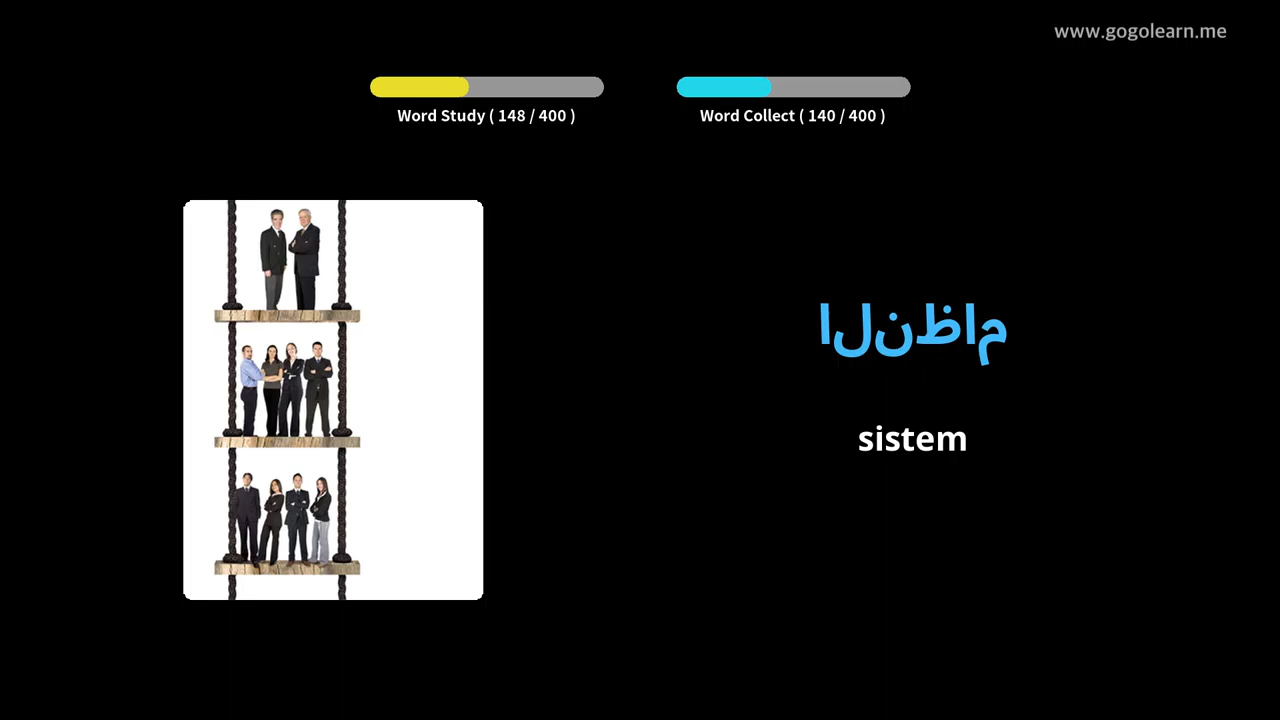 www.gogolearn.me
Word Study ( 148 / 400 )
Word Collect ( 140 / 400 )
النظام
sistem